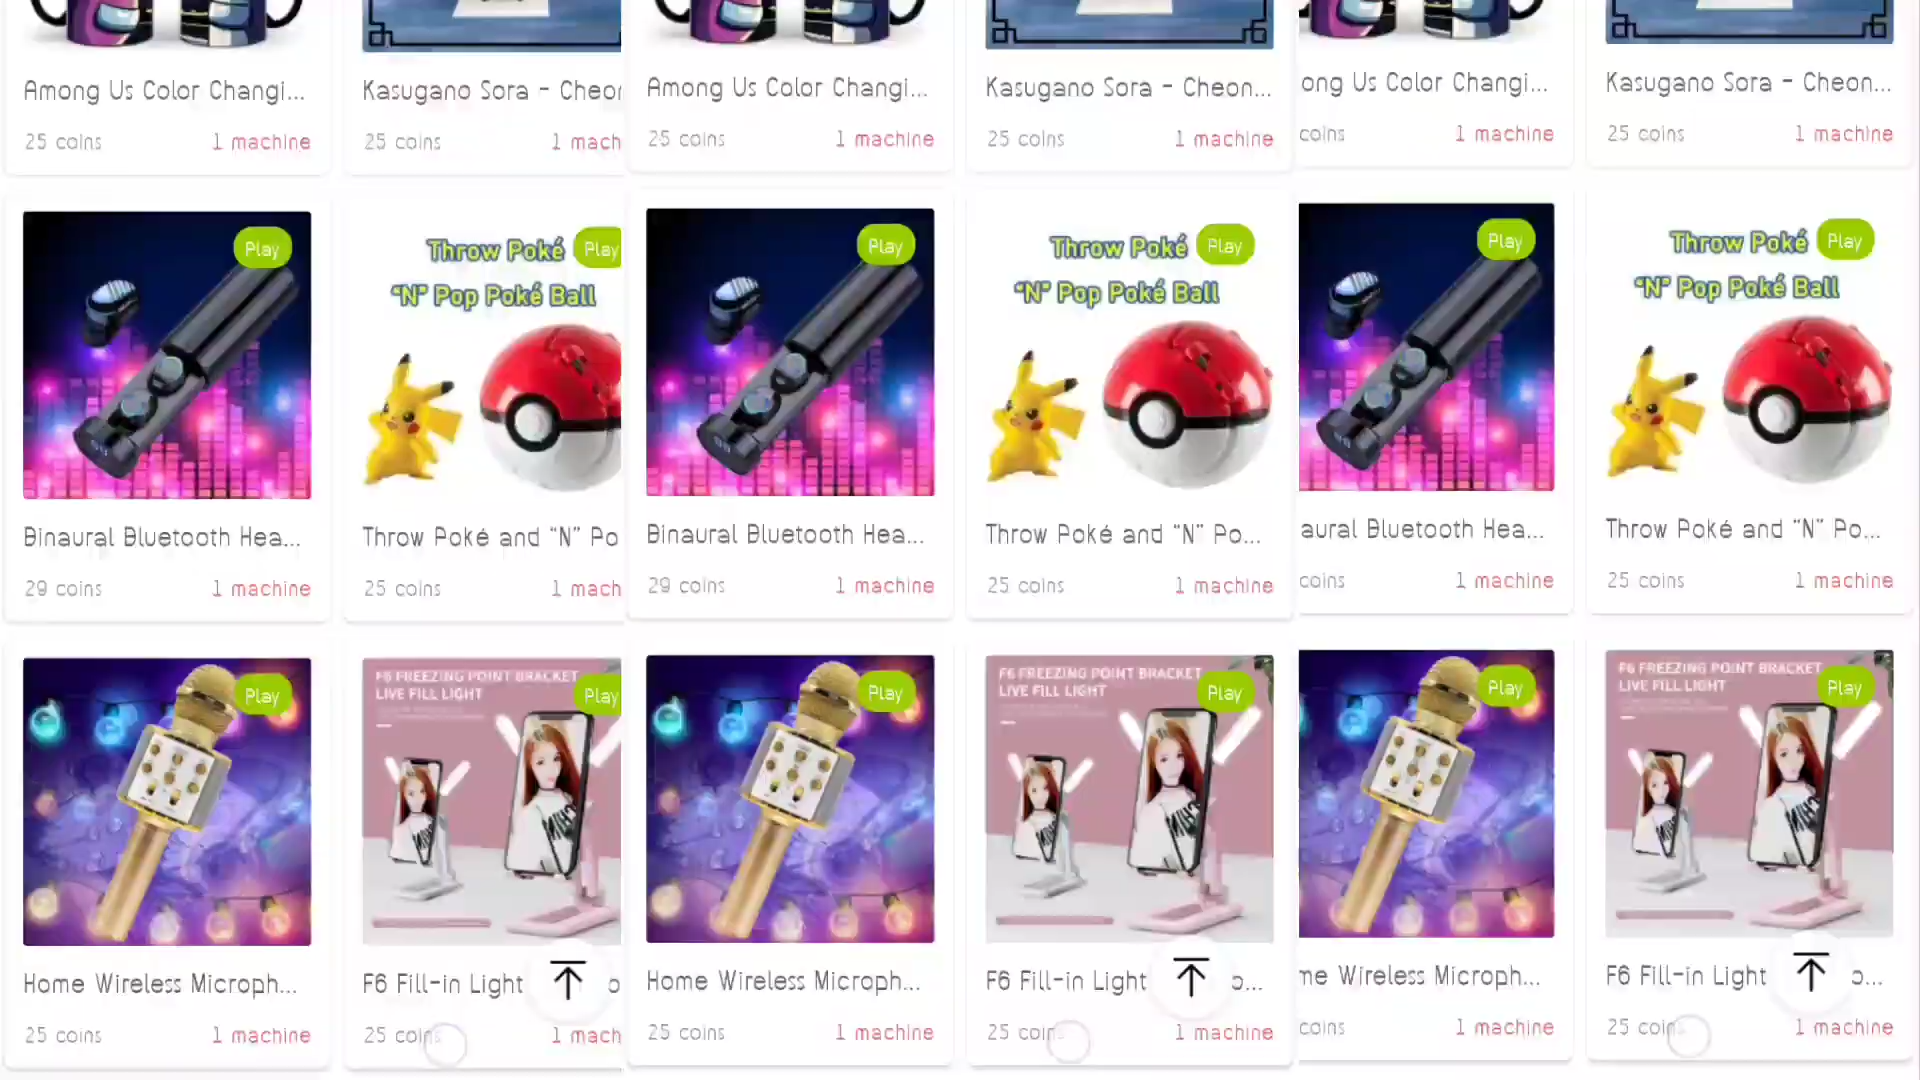 Among Us Color Changi...
25 coins 1 machine
Kasugano Sora - Cheon
25 coins 1 mach
Among Us Color Changi...
25 coins 1 machine
Kasugano Sora - Cheon...
25 coins 1 machine
ong Us Color Changi...
coins 1 machine
Kasugano Sora - Cheon...
25 coins 1 machine
Play
Binaural Bluetooth Hea...
29 coins 1 machine
Throw Poké Play
"N" Pop Poké Ball
Throw Poké and "N" Po
25 coins 1 mach
Play
Binaural Bluetooth Hea...
29 coins 1 machine
Throw Poké Play
"N" Pop Poké Ball
Throw Poké and "N" Po...
25 coins 1 machine
Play
aural Bluetooth Hea...
coins 1 machine
Throw Poké Play
"N" Pop Poké Ball
Throw Poké and "N" Po...
25 coins 1 machine
Play
Home Wireless Microph...
25 coins 1 machine
F6 FREEZING POINT BRACKET
LIVE FILL LIGHT
Play
F6 Fill-in Light
25 coins 1 mach
Play
Home Wireless Microph...
25 coins 1 machine
F6 FREEZING POINT BRACKET
LIVE FILL LIGHT
Play
F6 Fill-in Light
25 coins 1 machine
Play
me Wireless Microph...
coins 1 machine
F6 FREEZING POINT BRACKET
LIVE FILL LIGHT
Play
F6 Fill-in Light
25 coins 1 machine